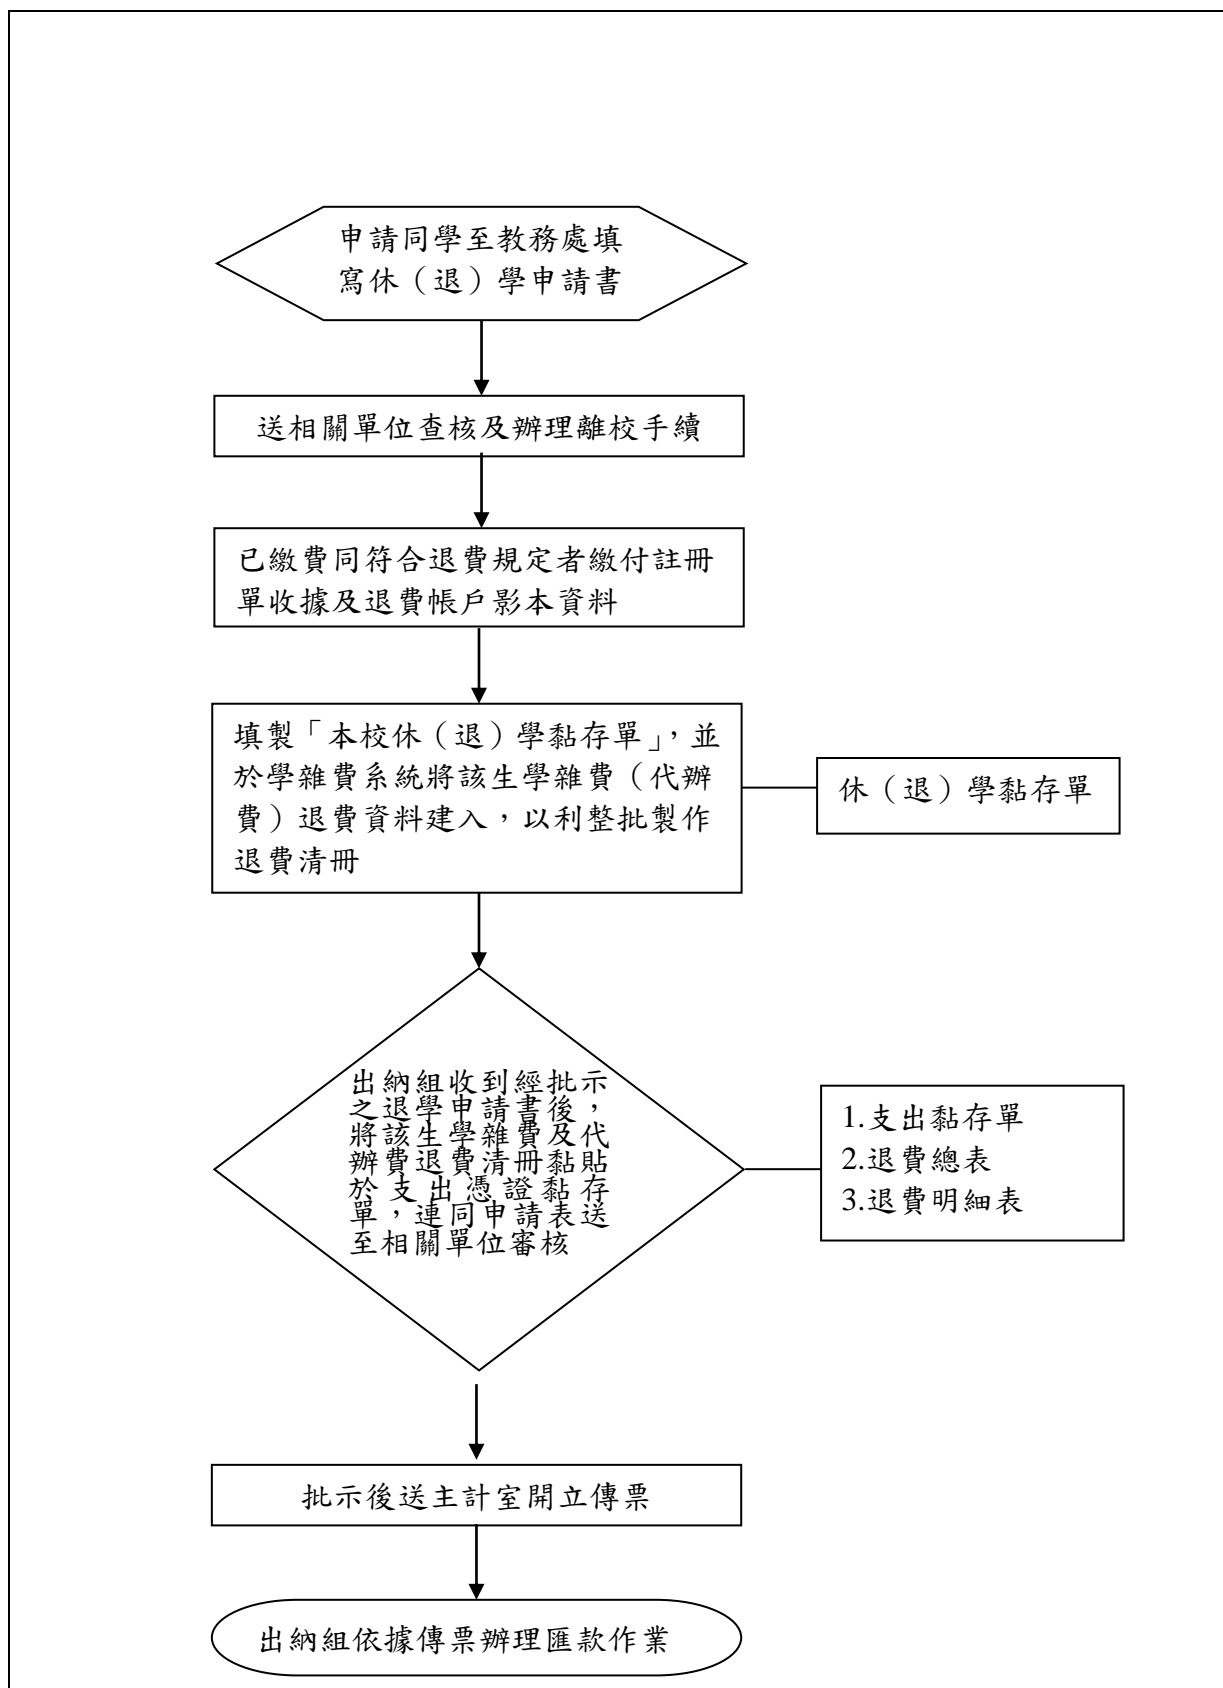 申請同學至教務處填
寫休（退）學申請書
送相關單位查核及辦理離校手續
已繳費同符合退費規定者繳付註冊
單收據及退費帳戶影本資料
填製「本校休（退）學黏存單」，並
於學雜費系統將該生學雜費（代辦
費）退費資料建入，以利整批製作
退費清冊
休（退）學黏存單
出納組收到經批示
之退學申請書後，
將該生學雜費及代
辦費退費清冊黏貼
於支出憑證黏存
單，連同申請表送
至相關單位審核
1.支出黏存單
2.退費總表
3.退費明細表
批示後送主計室開立傳票
出納組依據傳票辦理匯款作業